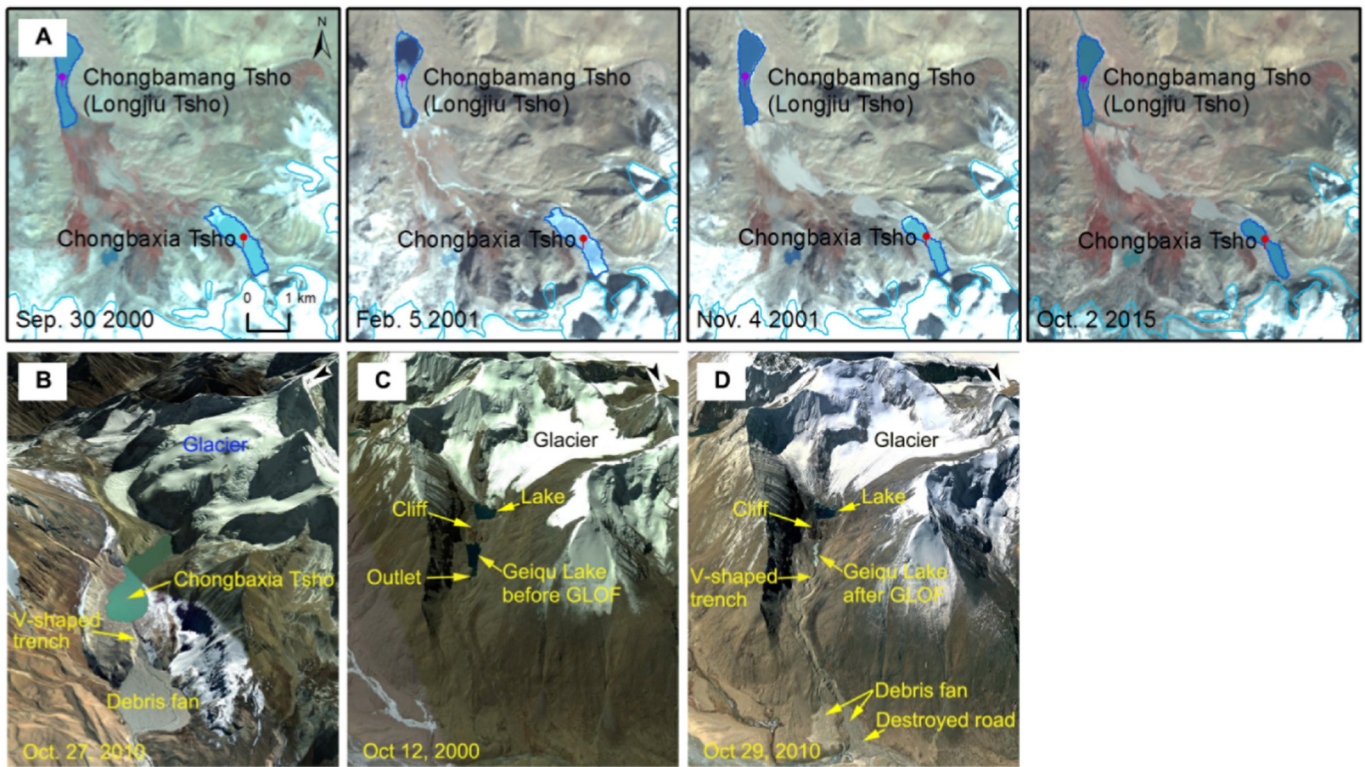 A
N
Chongbamang Tsho
(Longjiu Tsho)
Chongbaxia Tsho
0 1 km
Sep. 30 2000
Chongbamang Tsho
(Longjiu Tsho)
Chongbaxia Tsho
Feb. 5 2001
Chongbamang Tsho
(Longjiu Tsho)
Chongbaxia Tsho
Nov. 4 2001
Chongbamang Tsho
(Longjiu Tsho)
Chongbaxia Tsho
Oct. 2 2015
B
Glacier
Chongbaxia Tsho
V-shaped
trench
Debris fan
Oct. 27, 2010
C
Glacier
Lake
Cliff
Outlet
Geiqu Lake
before GLOF
Oct 12, 2000
D
Glacier
Lake
Cliff
V-shaped
trench
Geiqu Lake
after GLOF
Debris fan
Destroyed road
Oct 29, 2010